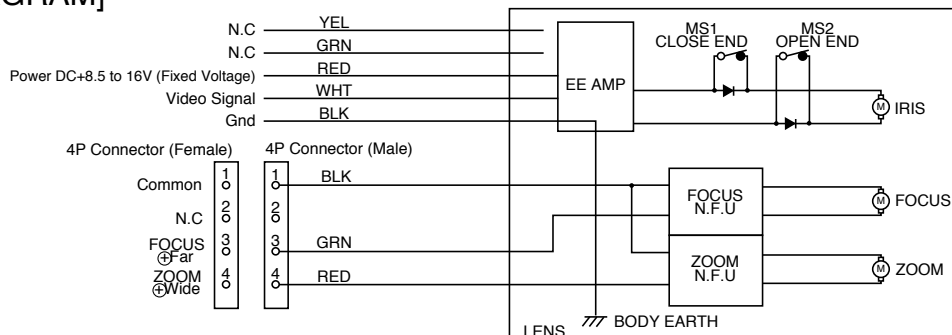 GRAM]
N.C YEL
N.C GRN
Power DC+8.5 to 16V (Fixed Voltage) RED
Video Signal WHT
Gnd BLK
EE AMP
MS1
CLOSE END
MS2
OPEN END
M IRIS
4P Connector (Female) 4P Connector (Male)
Common 1 1 BLK
N.C 2 2
FOCUS
⊕Far 3 3 GRN
ZOOM
⊕Wide 4 4 RED
FOCUS
N.F.U
M FOCUS
ZOOM
N.F.U
M ZOOM
LENS
BODY EARTH